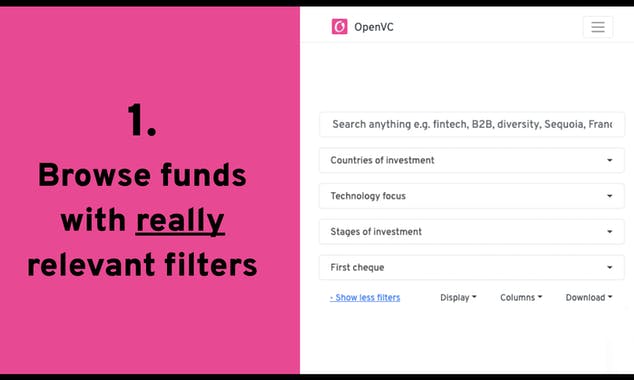 1.
Browse funds
with really
relevant filters
OpenVC
Search anything e.g. fintech, B2B, diversity, Sequoia, Franc
Countries of investment
Technology focus
Stages of investment
First cheque
- Show less filters
Display
Columns
Download